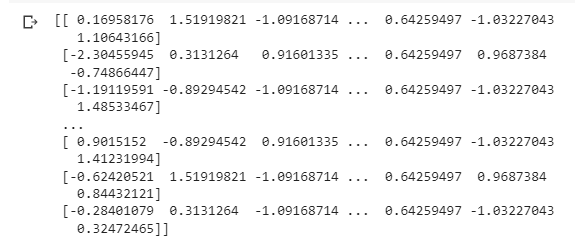 [[ 0.16958176  1.51919821 -1.09168714 ...  0.64259497 -1.03227043
   1.10643166]
 [-2.30455945  0.3131264   0.91601335 ...  0.64259497  0.9687384
  -0.74866447]
 [-1.19119591 -0.89294542 -1.09168714 ...  0.64259497 -1.03227043
   1.48533467]
 ...
 [ 0.9015152  -0.89294542  0.91601335 ...  0.64259497 -1.03227043
   1.41231994]
 [-0.62420521  1.51919821 -1.09168714 ...  0.64259497  0.9687384
   0.84432121]
 [-0.28401079  0.3131264  -1.09168714 ...  0.64259497 -1.03227043
   0.32472465]]